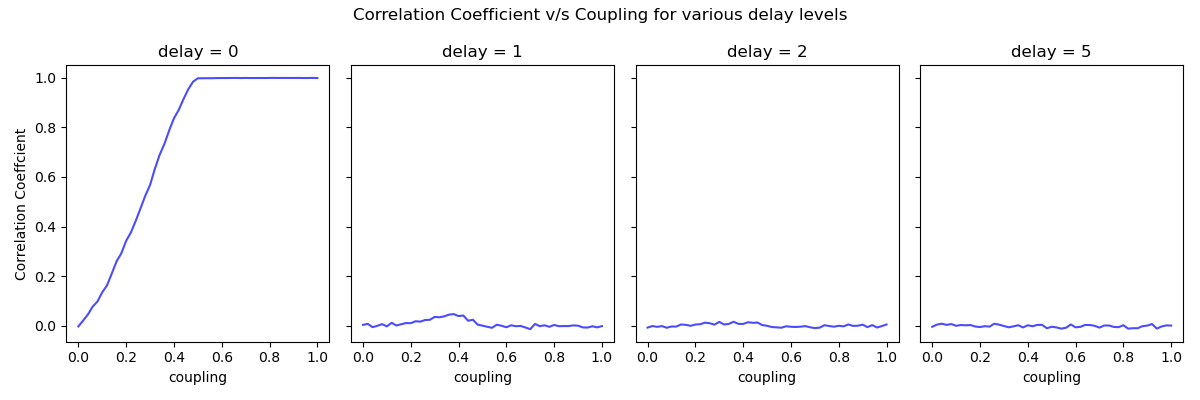 Correlation Coefficient v/s Coupling for various delay levels
delay = 0
delay = 1
delay = 2
delay = 5
Correlation Coeffcient
1.0
0.8
0.6
0.4
0.2
0.0
0.0 0.2 0.4 0.6 0.8 1.0
0.0 0.2 0.4 0.6 0.8 1.0
0.0 0.2 0.4 0.6 0.8 1.0
0.0 0.2 0.4 0.6 0.8 1.0
coupling
coupling
coupling
coupling